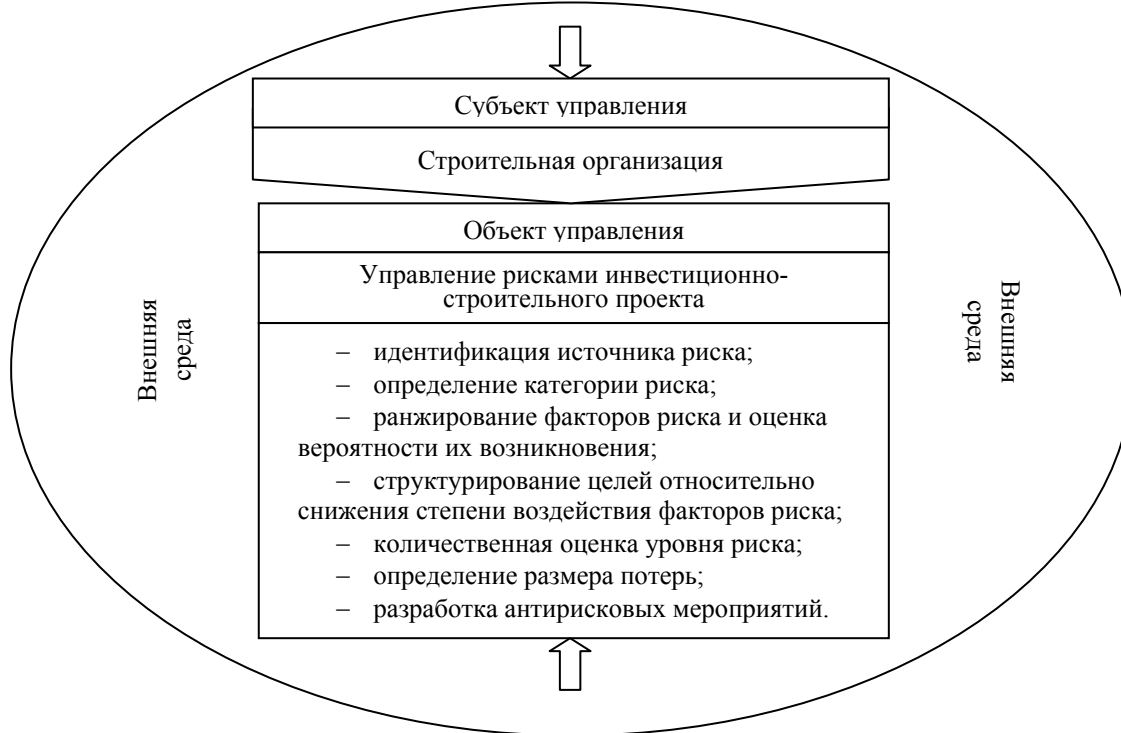 Субъект управления
Строительная организация
Объект управления
Управление рисками инвестиционно-
строительного проекта
Внешняя
среда
Внешняя
среда
– идентификация источника риска;
– определение категории риска;
– ранжирование факторов риска и оценка
вероятности их возникновения;
– структурирование целей относительно
снижения степени воздействия факторов риска;
– количественная оценка уровня риска;
– определение размера потерь;
– разработка антирисковых мероприятий.